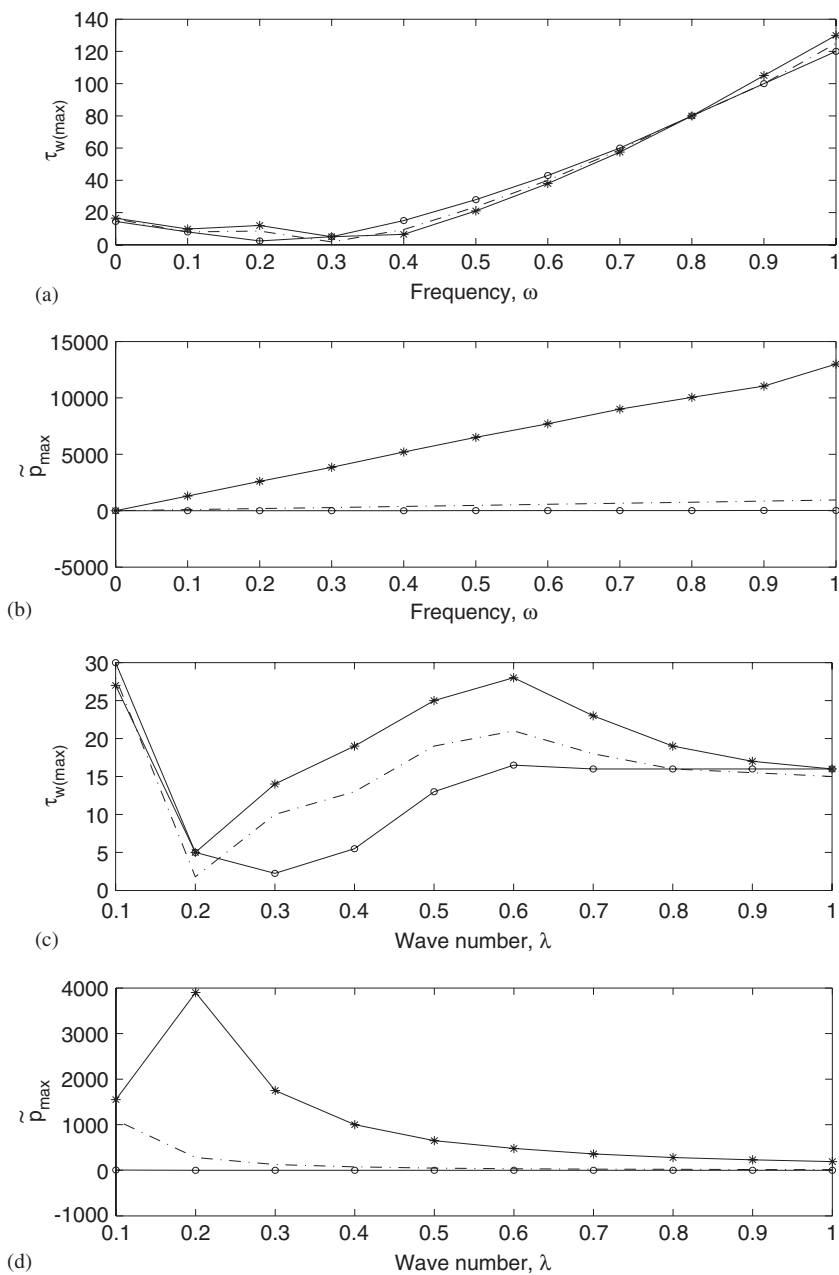 140
120
100
80
60
40
20
0
τw(max)
0 0.1 0.2 0.3 0.4 0.5 0.6 0.7 0.8 0.9 1
(a)
Frequency, ω
15000
10000
5000
0
-5000
p̃max
0 0.1 0.2 0.3 0.4 0.5 0.6 0.7 0.8 0.9 1
(b)
Frequency, ω
30
25
20
15
10
5
0
τw(max)
0.1 0.2 0.3 0.4 0.5 0.6 0.7 0.8 0.9 1
(c)
Wave number, λ
4000
3000
2000
1000
0
-1000
p̃max
0.1 0.2 0.3 0.4 0.5 0.6 0.7 0.8 0.9 1
(d)
Wave number, λ